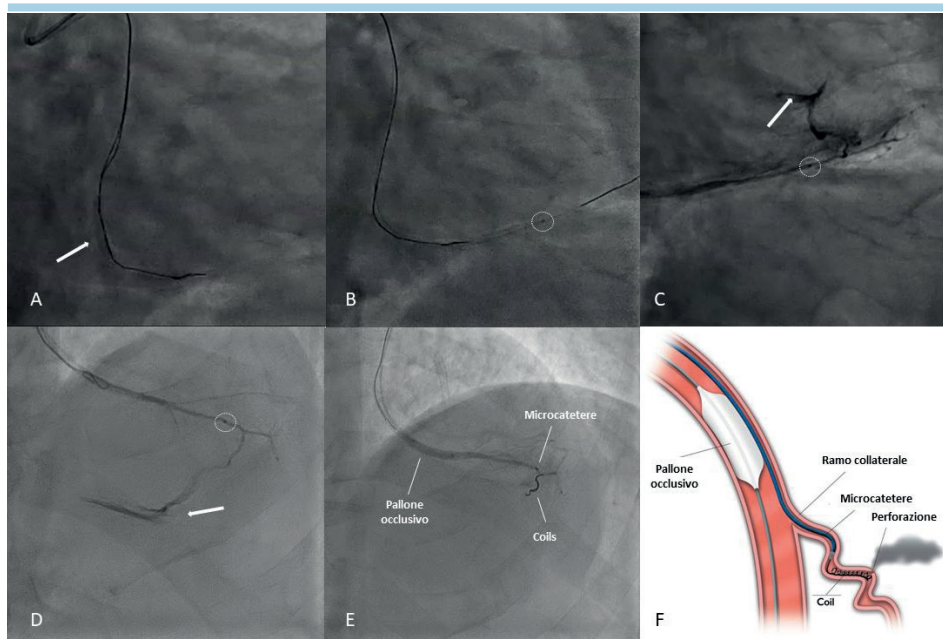 A
B
C
D
Pallone
occlusivo
Microcatetere
Coils
E
Pallone
occlusivo
Ramo collaterale
Microcatetere
Perforazione
Coil
F